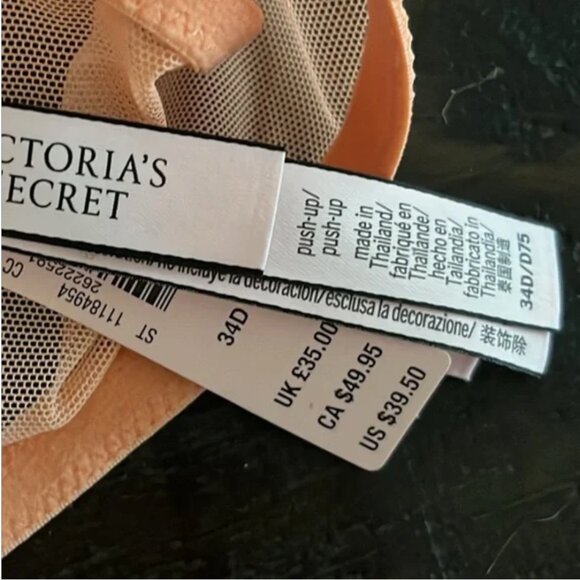 CTORIA'S
ECRET
push-up/
push-up
made in
Thailand/
fabriqué en
Thaïlande/
hecho en
Tailandia/
fabbricato in
Thailandia/
泰国制造
34D/D75
no incluye la decoración/esclusa la decorazione/
装饰除
CC
26222591
ST 11184954
34D
UK £35.00
CA $49.95
US $39.50